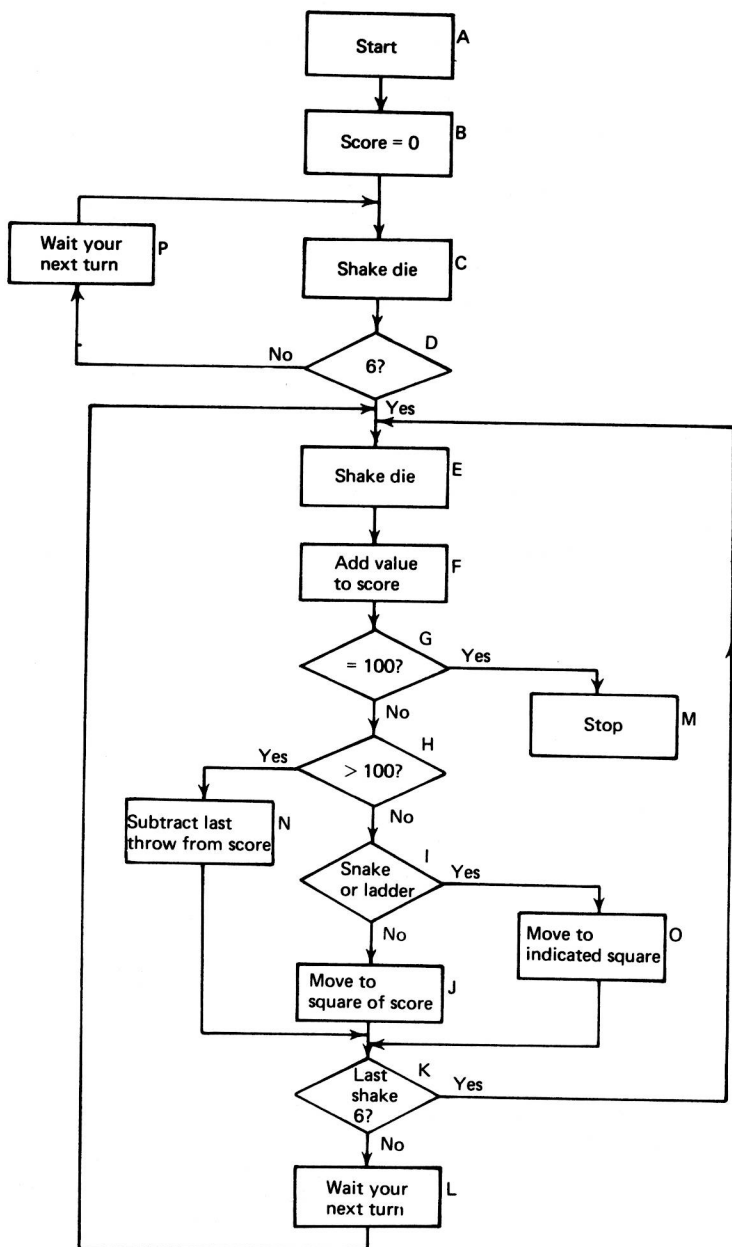 Start
A
Score = 0
B
Wait your
next turn
P
Shake die
C
D
No
6?
Yes
Shake die
E
Add value
to score
F
G
= 100?
Yes
No
Stop
M
H
Yes
> 100?
No
Subtract last
throw from score
N
I
Snake
or ladder
Yes
No
Move to
indicated square
O
Move to
square of score
J
K
Last
shake
6?
Yes
No
Wait your
next turn
L